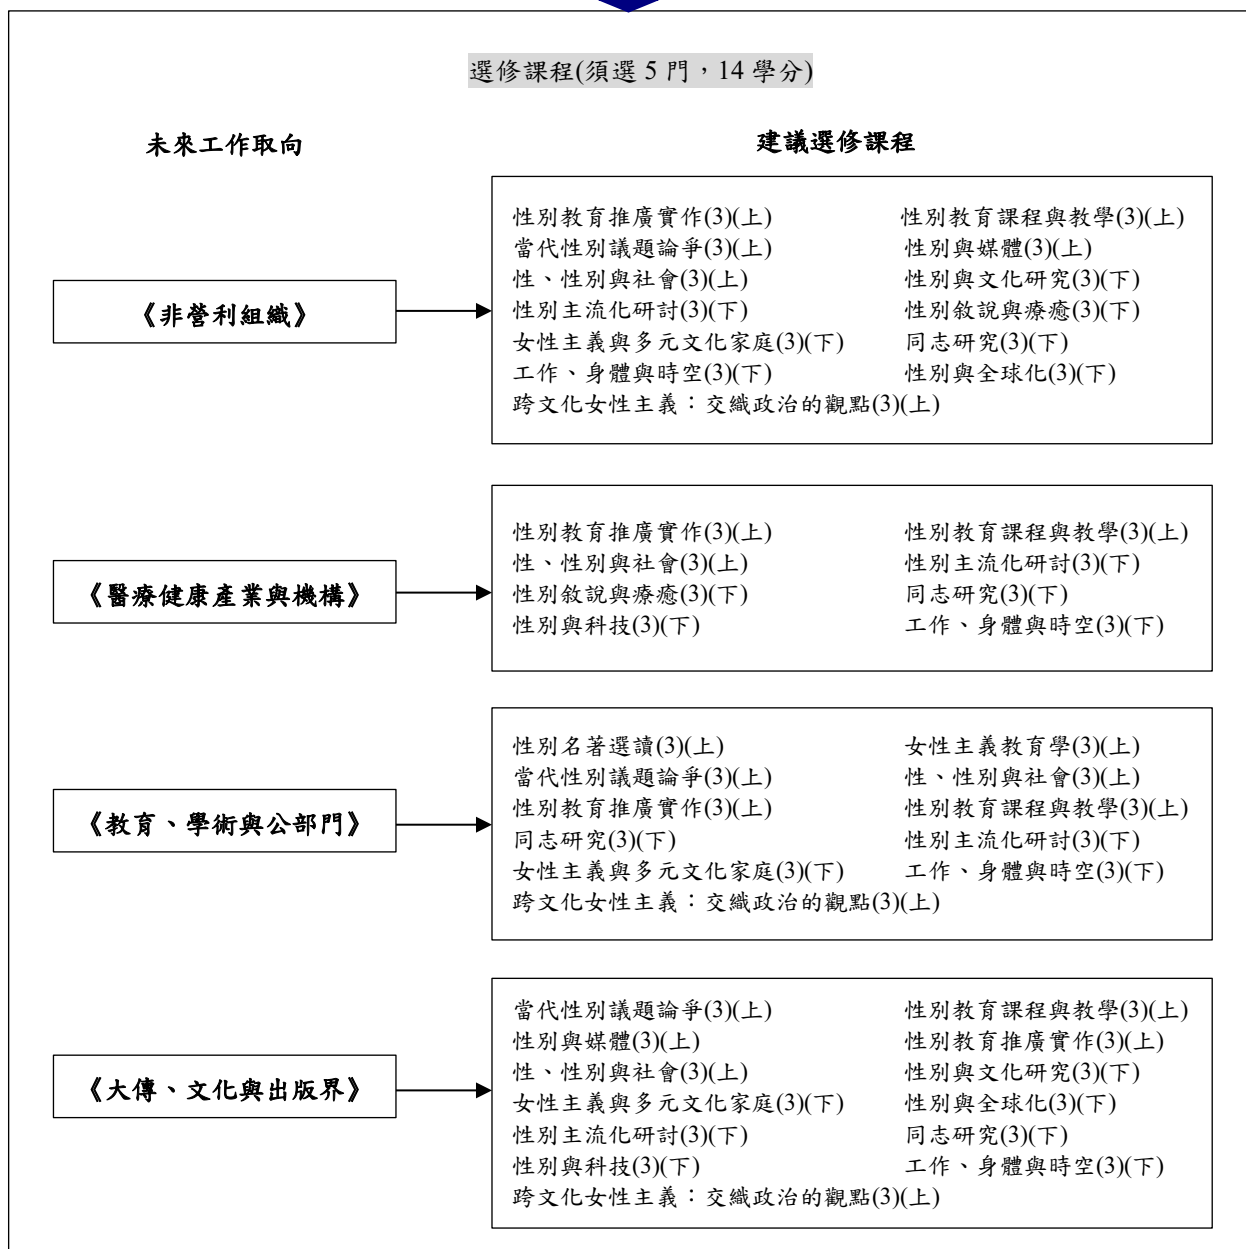 選修課程(須選 5 門，14 學分)
未來工作取向
建議選修課程
《非營利組織》
性別教育推廣實作(3)(上) 性別教育課程與教學(3)(上)
當代性別議題論爭(3)(上) 性別與媒體(3)(上)
性、性別與社會(3)(上) 性別與文化研究(3)(下)
性別主流化研討(3)(下) 性別敘說與療癒(3)(下)
女性主義與多元文化家庭(3)(下) 同志研究(3)(下)
工作、身體與時空(3)(下) 性別與全球化(3)(下)
跨文化女性主義：交織政治的觀點(3)(上)
《醫療健康產業與機構》
性別教育推廣實作(3)(上) 性別教育課程與教學(3)(上)
性、性別與社會(3)(上) 性別主流化研討(3)(下)
性別敘說與療癒(3)(下) 同志研究(3)(下)
性別與科技(3)(下) 工作、身體與時空(3)(下)
《教育、學術與公部門》
性別名著選讀(3)(上) 女性主義教育學(3)(上)
當代性別議題論爭(3)(上) 性、性別與社會(3)(上)
性別教育推廣實作(3)(上) 性別教育課程與教學(3)(上)
同志研究(3)(下) 性別主流化研討(3)(下)
女性主義與多元文化家庭(3)(下) 工作、身體與時空(3)(下)
跨文化女性主義：交織政治的觀點(3)(上)
《大傳、文化與出版界》
當代性別議題論爭(3)(上) 性別教育課程與教學(3)(上)
性別與媒體(3)(上) 性別教育推廣實作(3)(上)
性、性別與社會(3)(上) 性別與文化研究(3)(下)
女性主義與多元文化家庭(3)(下) 性別與全球化(3)(下)
性別主流化研討(3)(下) 同志研究(3)(下)
性別與科技(3)(下) 工作、身體與時空(3)(下)
跨文化女性主義：交織政治的觀點(3)(上)